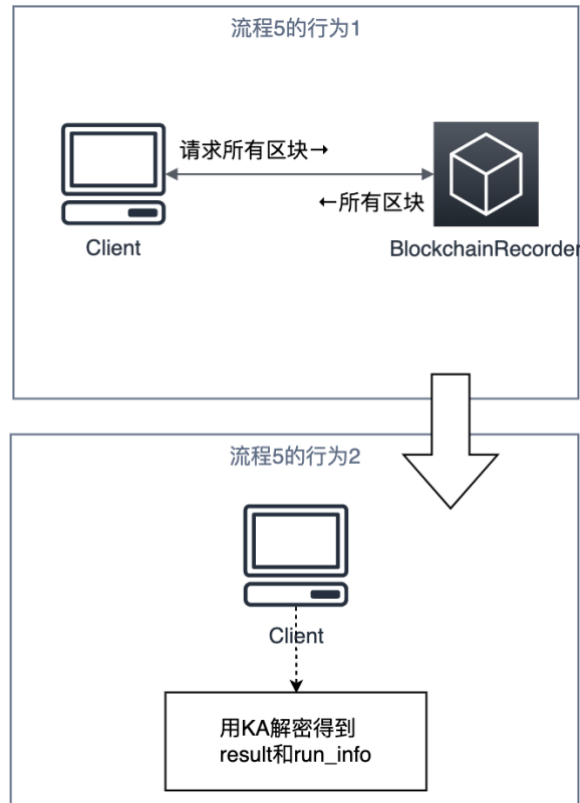 流程5的行为1
请求所有区块→
←所有区块
Client
BlockchainRecorder
流程5的行为2
Client
用KA解密得到
result和run_info